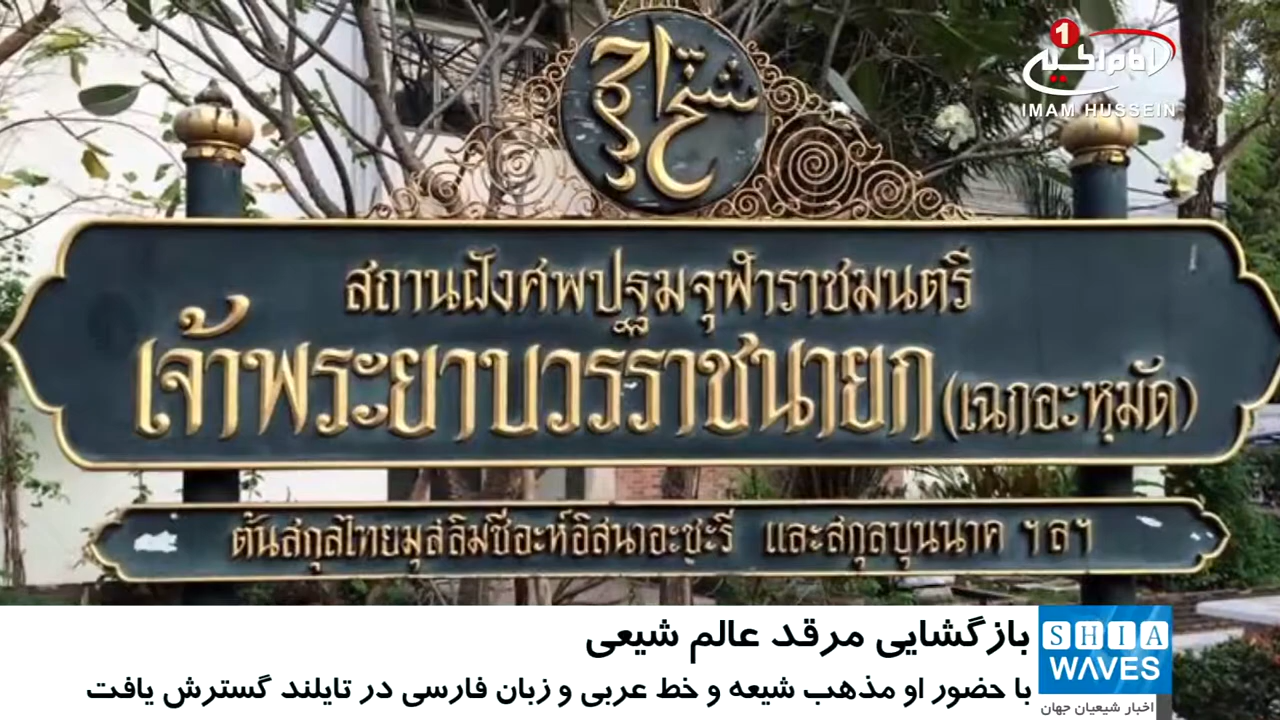 1
IMAM HUSSEIN
สถานฝังศพปฐมจุฬาราชมนตรี
เจ้าพระยาบวรราชนายก (เฉกอะหฺมัด)
ต้นสกุลไทยมุสลิมชีอะห์อิสนาอะชะรี และสกุลบุนนาค ฯลฯ
بازگشایی مرقد عالم شیعی
با حضور او مذهب شیعه و خط عربی و زبان فارسی در تایلند گسترش یافت
SHIA
WAVES
اخبار شیعیان جهان